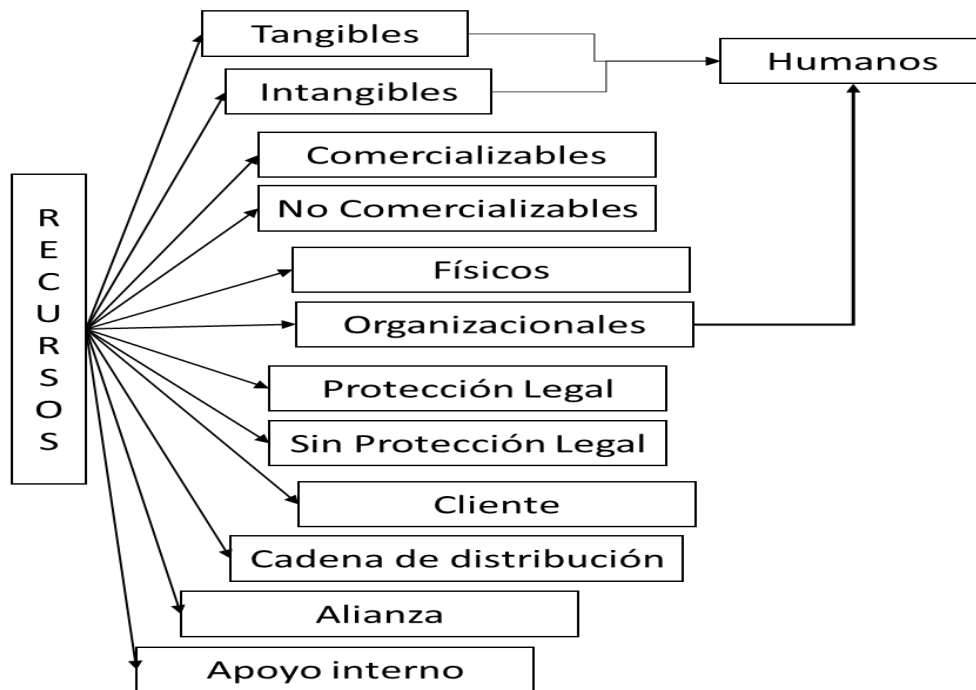 RECURSOS
Tangibles
Intangibles
Humanos
Comercializables
No Comercializables
Físicos
Organizacionales
Protección Legal
Sin Protección Legal
Cliente
Cadena de distribución
Alianza
Apoyo interno